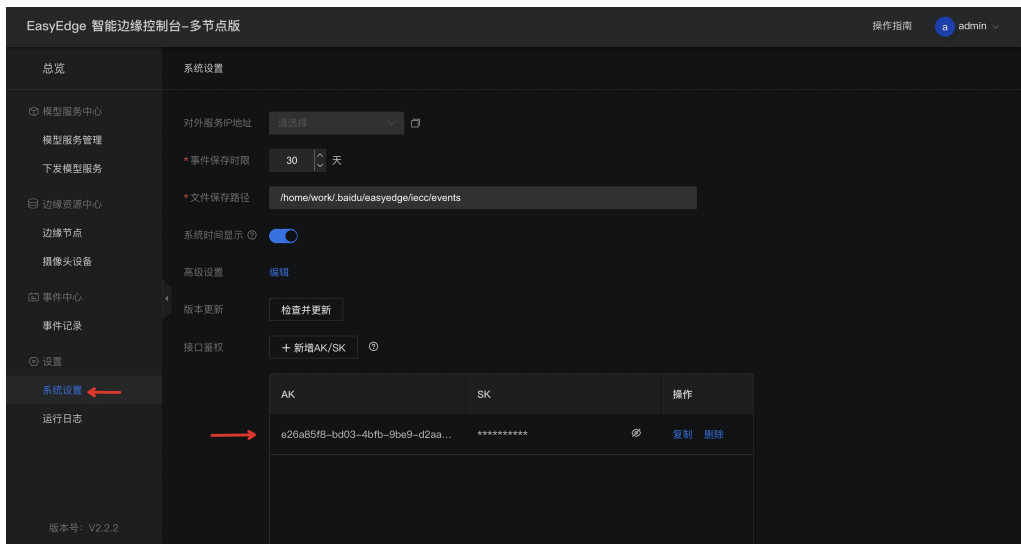 EasyEdge 智能边缘控制台-多节点版
操作指南
a admin
总览
系统设置
模型服务中心
模型服务管理
下发模型服务
边缘资源中心
边缘节点
摄像头设备
事件中心
事件记录
设置
系统设置
运行日志
版本号：V2.2.2
对外服务IP地址 请选择
*事件保存时限 30 天
*文件保存路径 /home/work/.baidu/easyedge/iecc/events
系统时间显示
高级设置 编辑
版本更新 检查并更新
接口鉴权 + 新增AK/SK
AK SK 操作
e26a85f8-bd03-4bfb-9be9-d2aa... ********** 复制 删除